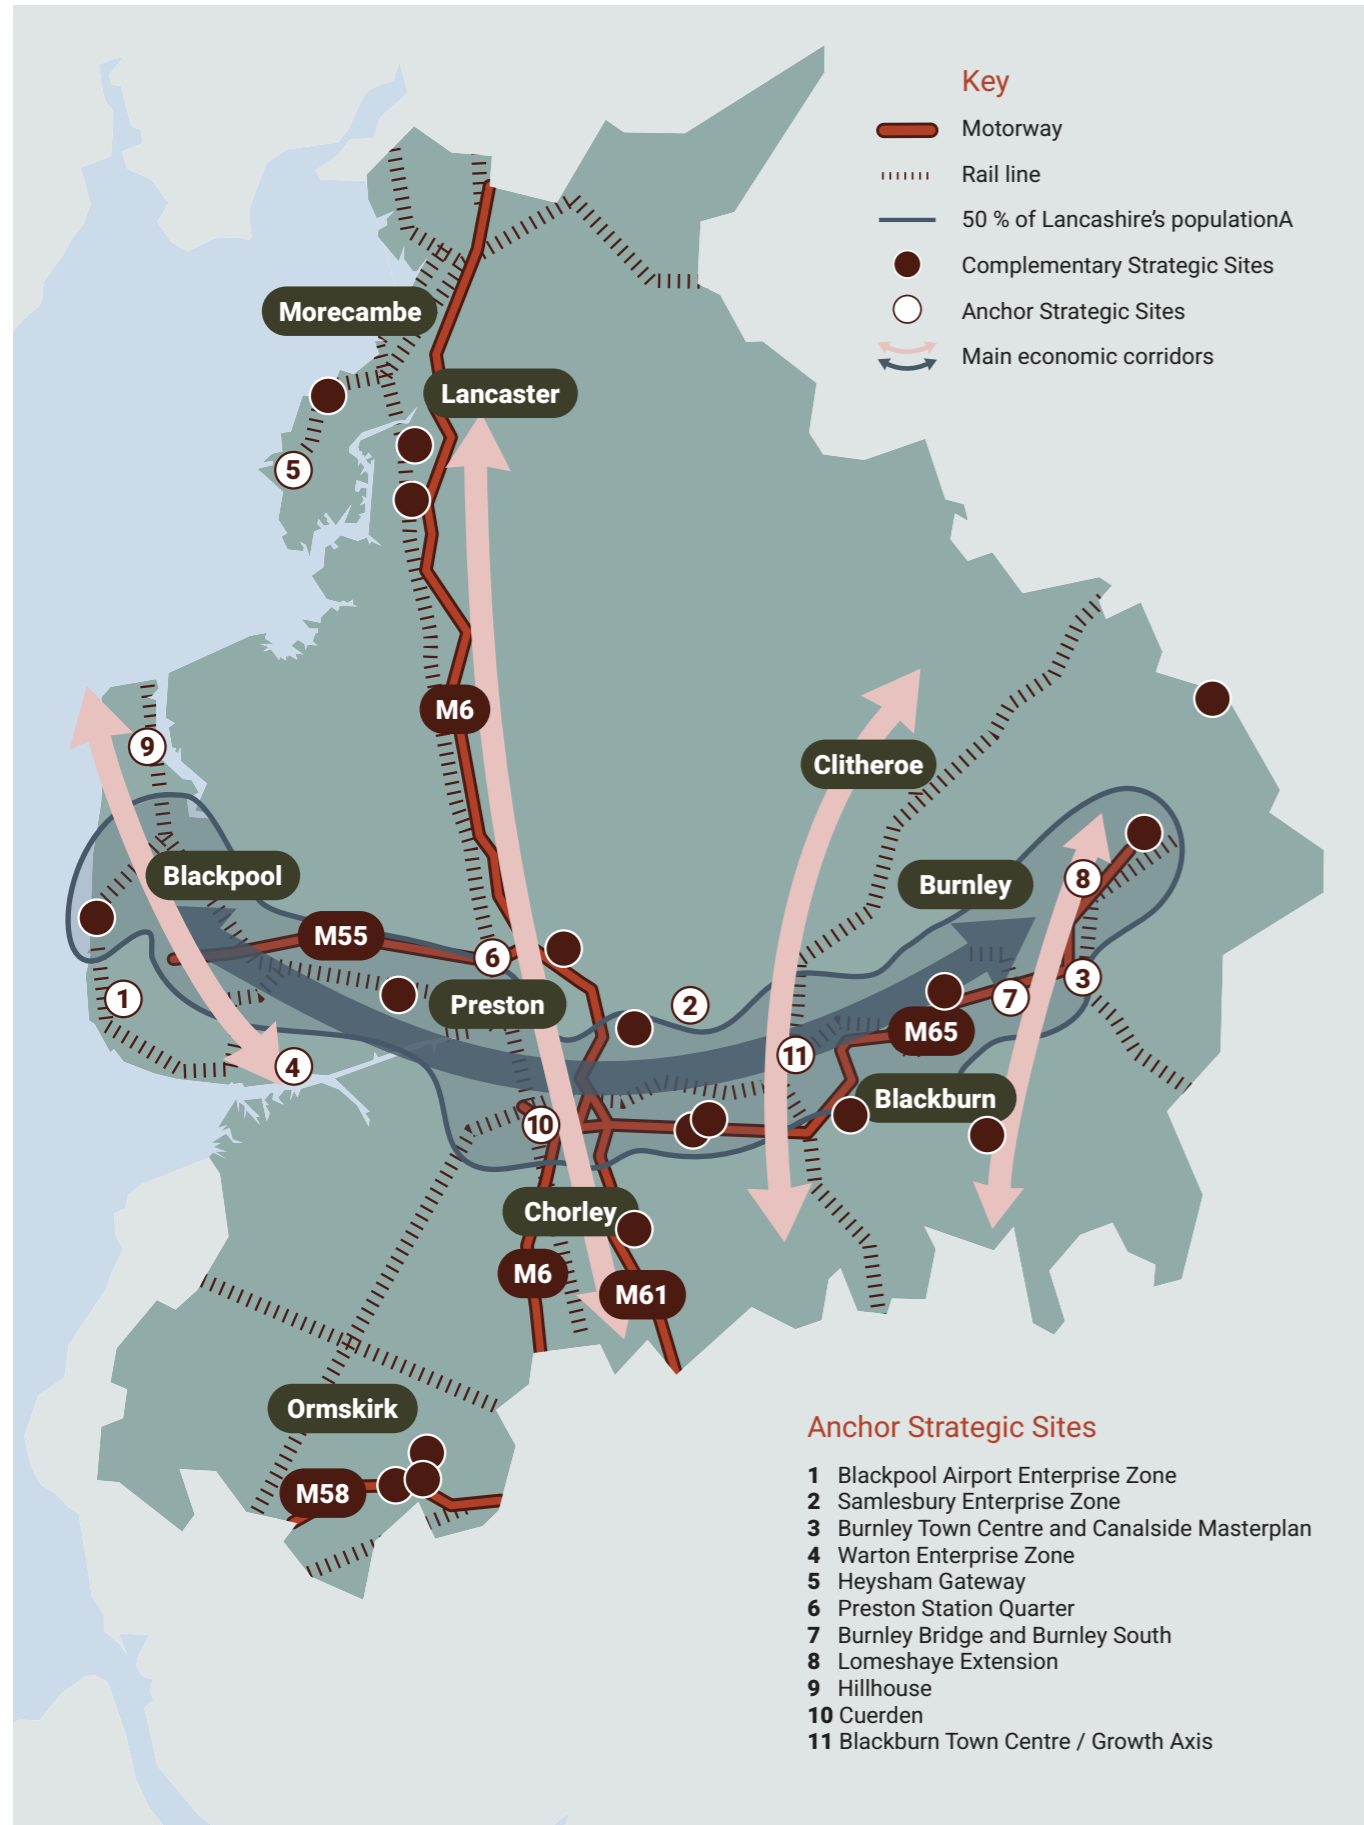 Key
Motorway
Rail line
50 % of Lancashire's populationA
Complementary Strategic Sites
Anchor Strategic Sites
Main economic corridors
Morecambe
Lancaster
5
M6
9
Clitheroe
Blackpool
Burnley
8
M55
6
1
Preston
2
3
7
M65
4
11
Blackburn
10
Chorley
M6
M61
Ormskirk
M58
Anchor Strategic Sites
1 Blackpool Airport Enterprise Zone
2 Samlesbury Enterprise Zone
3 Burnley Town Centre and Canalside Masterplan
4 Warton Enterprise Zone
5 Heysham Gateway
6 Preston Station Quarter
7 Burnley Bridge and Burnley South
8 Lomeshaye Extension
9 Hillhouse
10 Cuerden
11 Blackburn Town Centre / Growth Axis